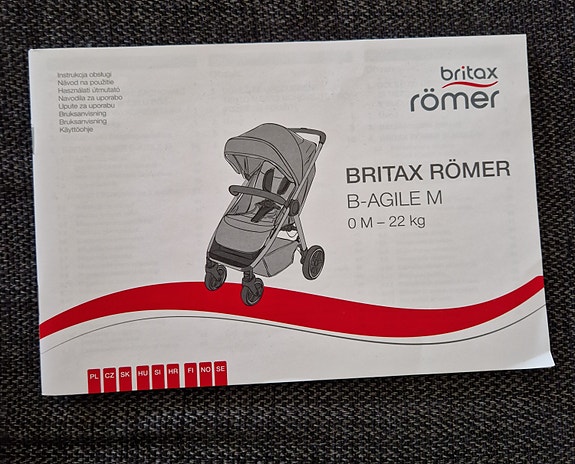 Instrukcja obsługi
Návod na použitie
Használati útmutató
Navodila za uporabo
Upute za uporabu
Bruksanvisning
Bruksanvisning
Käyttöohje
britax
römer
BRITAX RÖMER
B-AGILE M
0 M – 22 kg
PL CZ SK HU SI HR FI NO SE